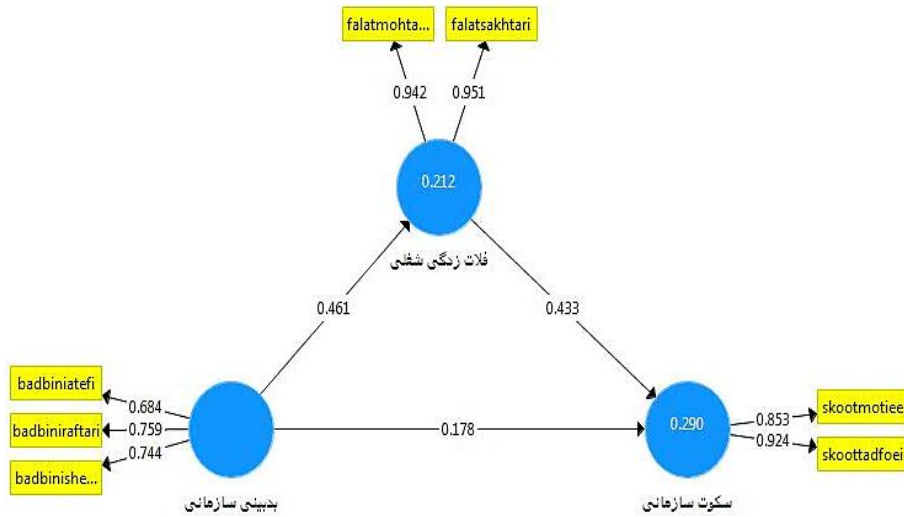 falatmohta...
falatsakhtari
0.942
0.951
0.212
فلات زدگی شغلی
0.461
0.433
badbiniatefi
badbiniraftari
badbinishe...
0.684
0.759
0.744
بدبینی سازمانی
0.178
0.290
سکوت سازمانی
0.853
0.924
skootmotiee
skoottadfoei